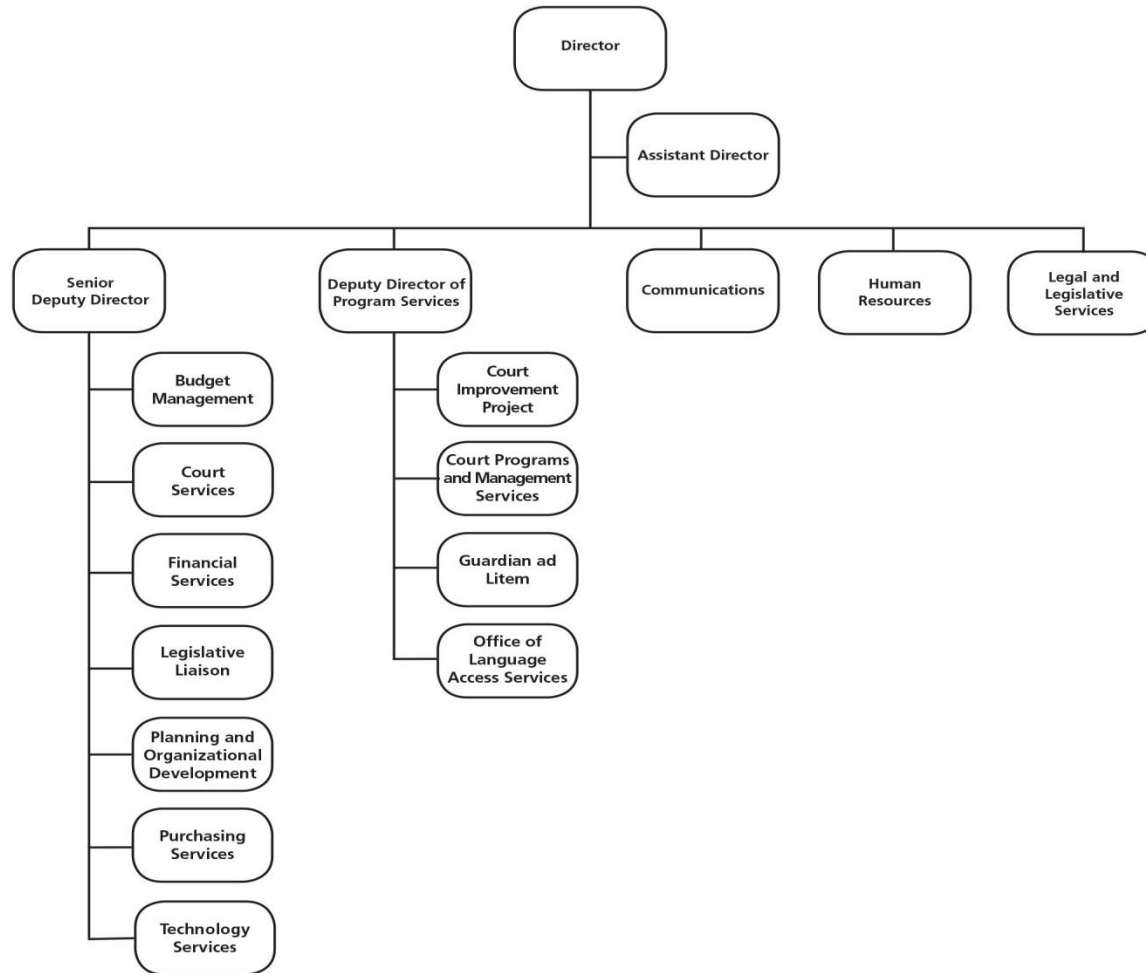 Director
Assistant Director
Senior
Deputy Director
Deputy Director of
Program Services
Communications
Human
Resources
Legal and
Legislative
Services
Budget
Management
Court
Services
Financial
Services
Legislative
Liaison
Planning and
Organizational
Development
Purchasing
Services
Technology
Services
Court
Improvement
Project
Court Programs
and Management
Services
Guardian ad
Litem
Office of
Language
Access Services